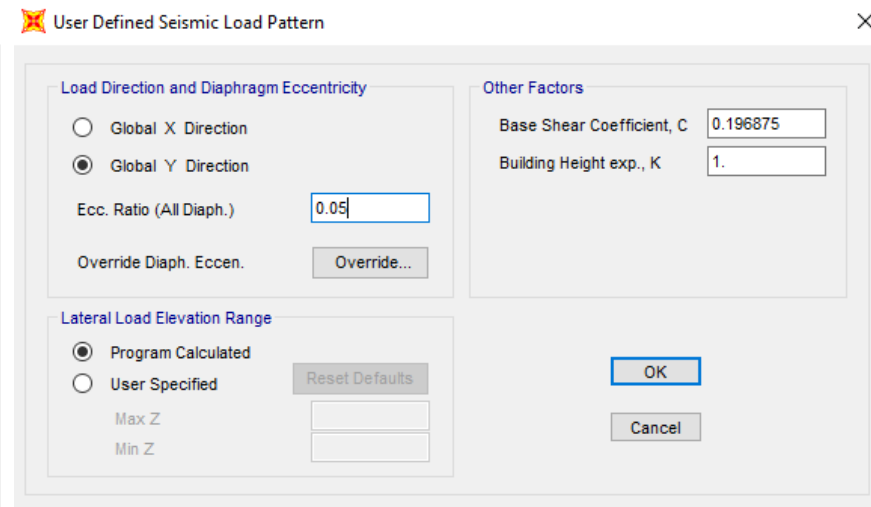 User Defined Seismic Load Pattern
Load Direction and Diaphragm Eccentricity
Global X Direction
Global Y Direction
Ecc. Ratio (All Diaph.) 0.05
Override Diaph. Eccen. Override...
Other Factors
Base Shear Coefficient, C 0.196875
Building Height exp., K 1.
Lateral Load Elevation Range
Program Calculated
User Specified Reset Defaults
Max Z
Min Z
OK
Cancel